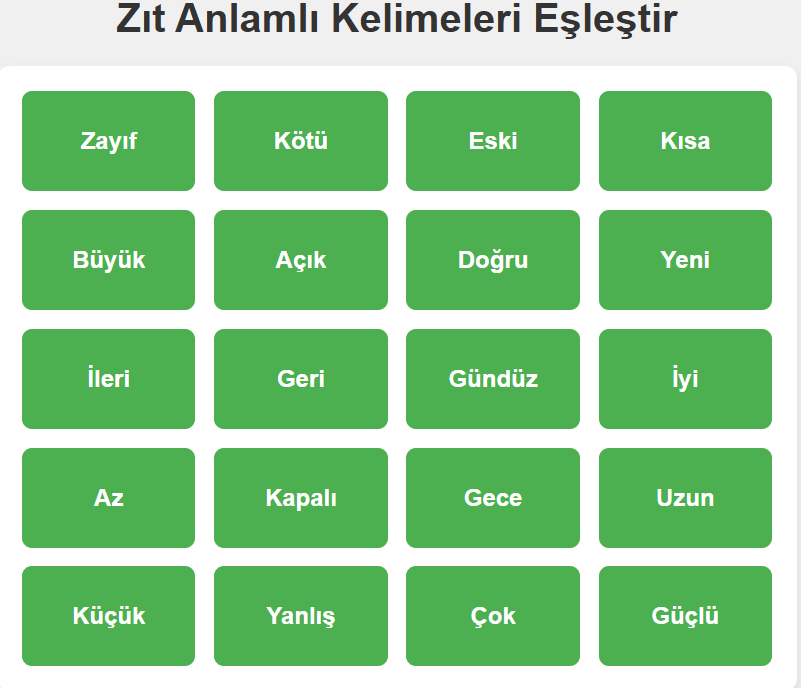 Zıt Anlamlı Kelimeleri Eşleştir
Zayıf Kötü Eski Kısa
Büyük Açık Doğru Yeni
İleri Geri Gündüz İyi
Az Kapalı Gece Uzun
Küçük Yanlış Çok Güçlü